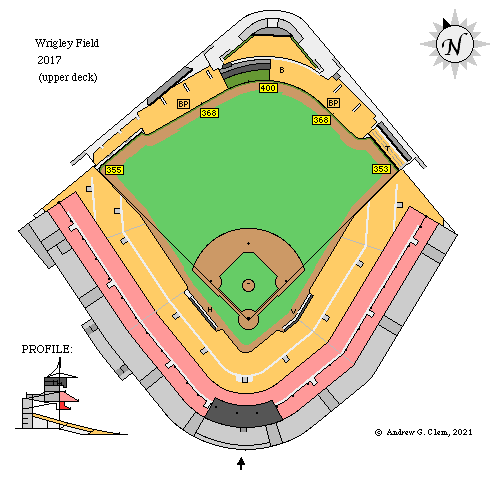 Wrigley Field
2017
(upper deck)
N
B
400
BP
BP
368
368
T
355
353
H
V
PROFILE:
© Andrew G. Clem, 2021